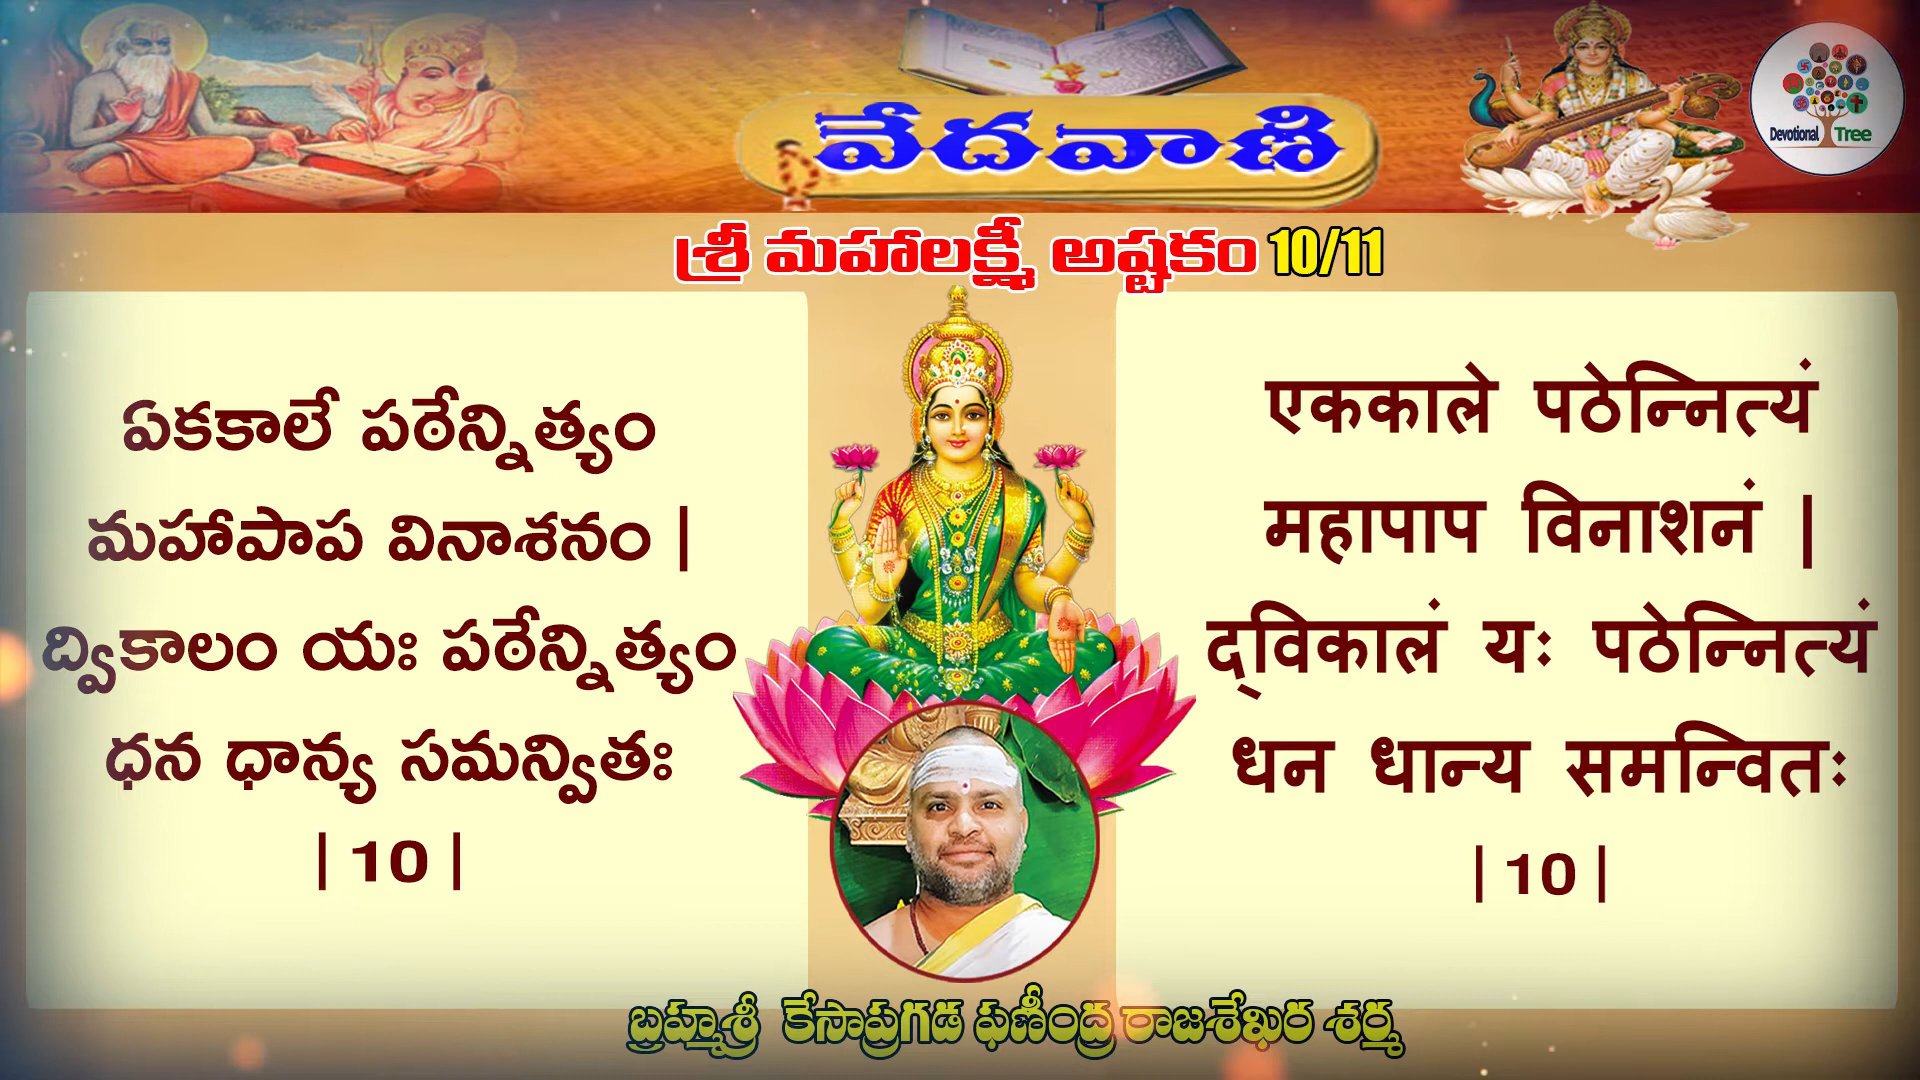 వేదవాణి
Devotional Tree
శ్రీ మహాలక్ష్మీ అష్టకం 10/11
ఏకకాలే పఠేన్నిత్యం
మహాపాప వినాశనం |
ద్వికాలం యః పఠేన్నిత్యం
ధన ధాన్య సమన్వితః
| 10 |
एककाले पठेन्नित्यं
महापाप विनाशनं |
द्‌विकालं यः पठेन्नित्यं
धन धान्य समन्वितः
| 10 |
బ్రహ్మశ్రీ కేసాప్రగడ ఫణీంద్ర రాజశేఖర శర్మ